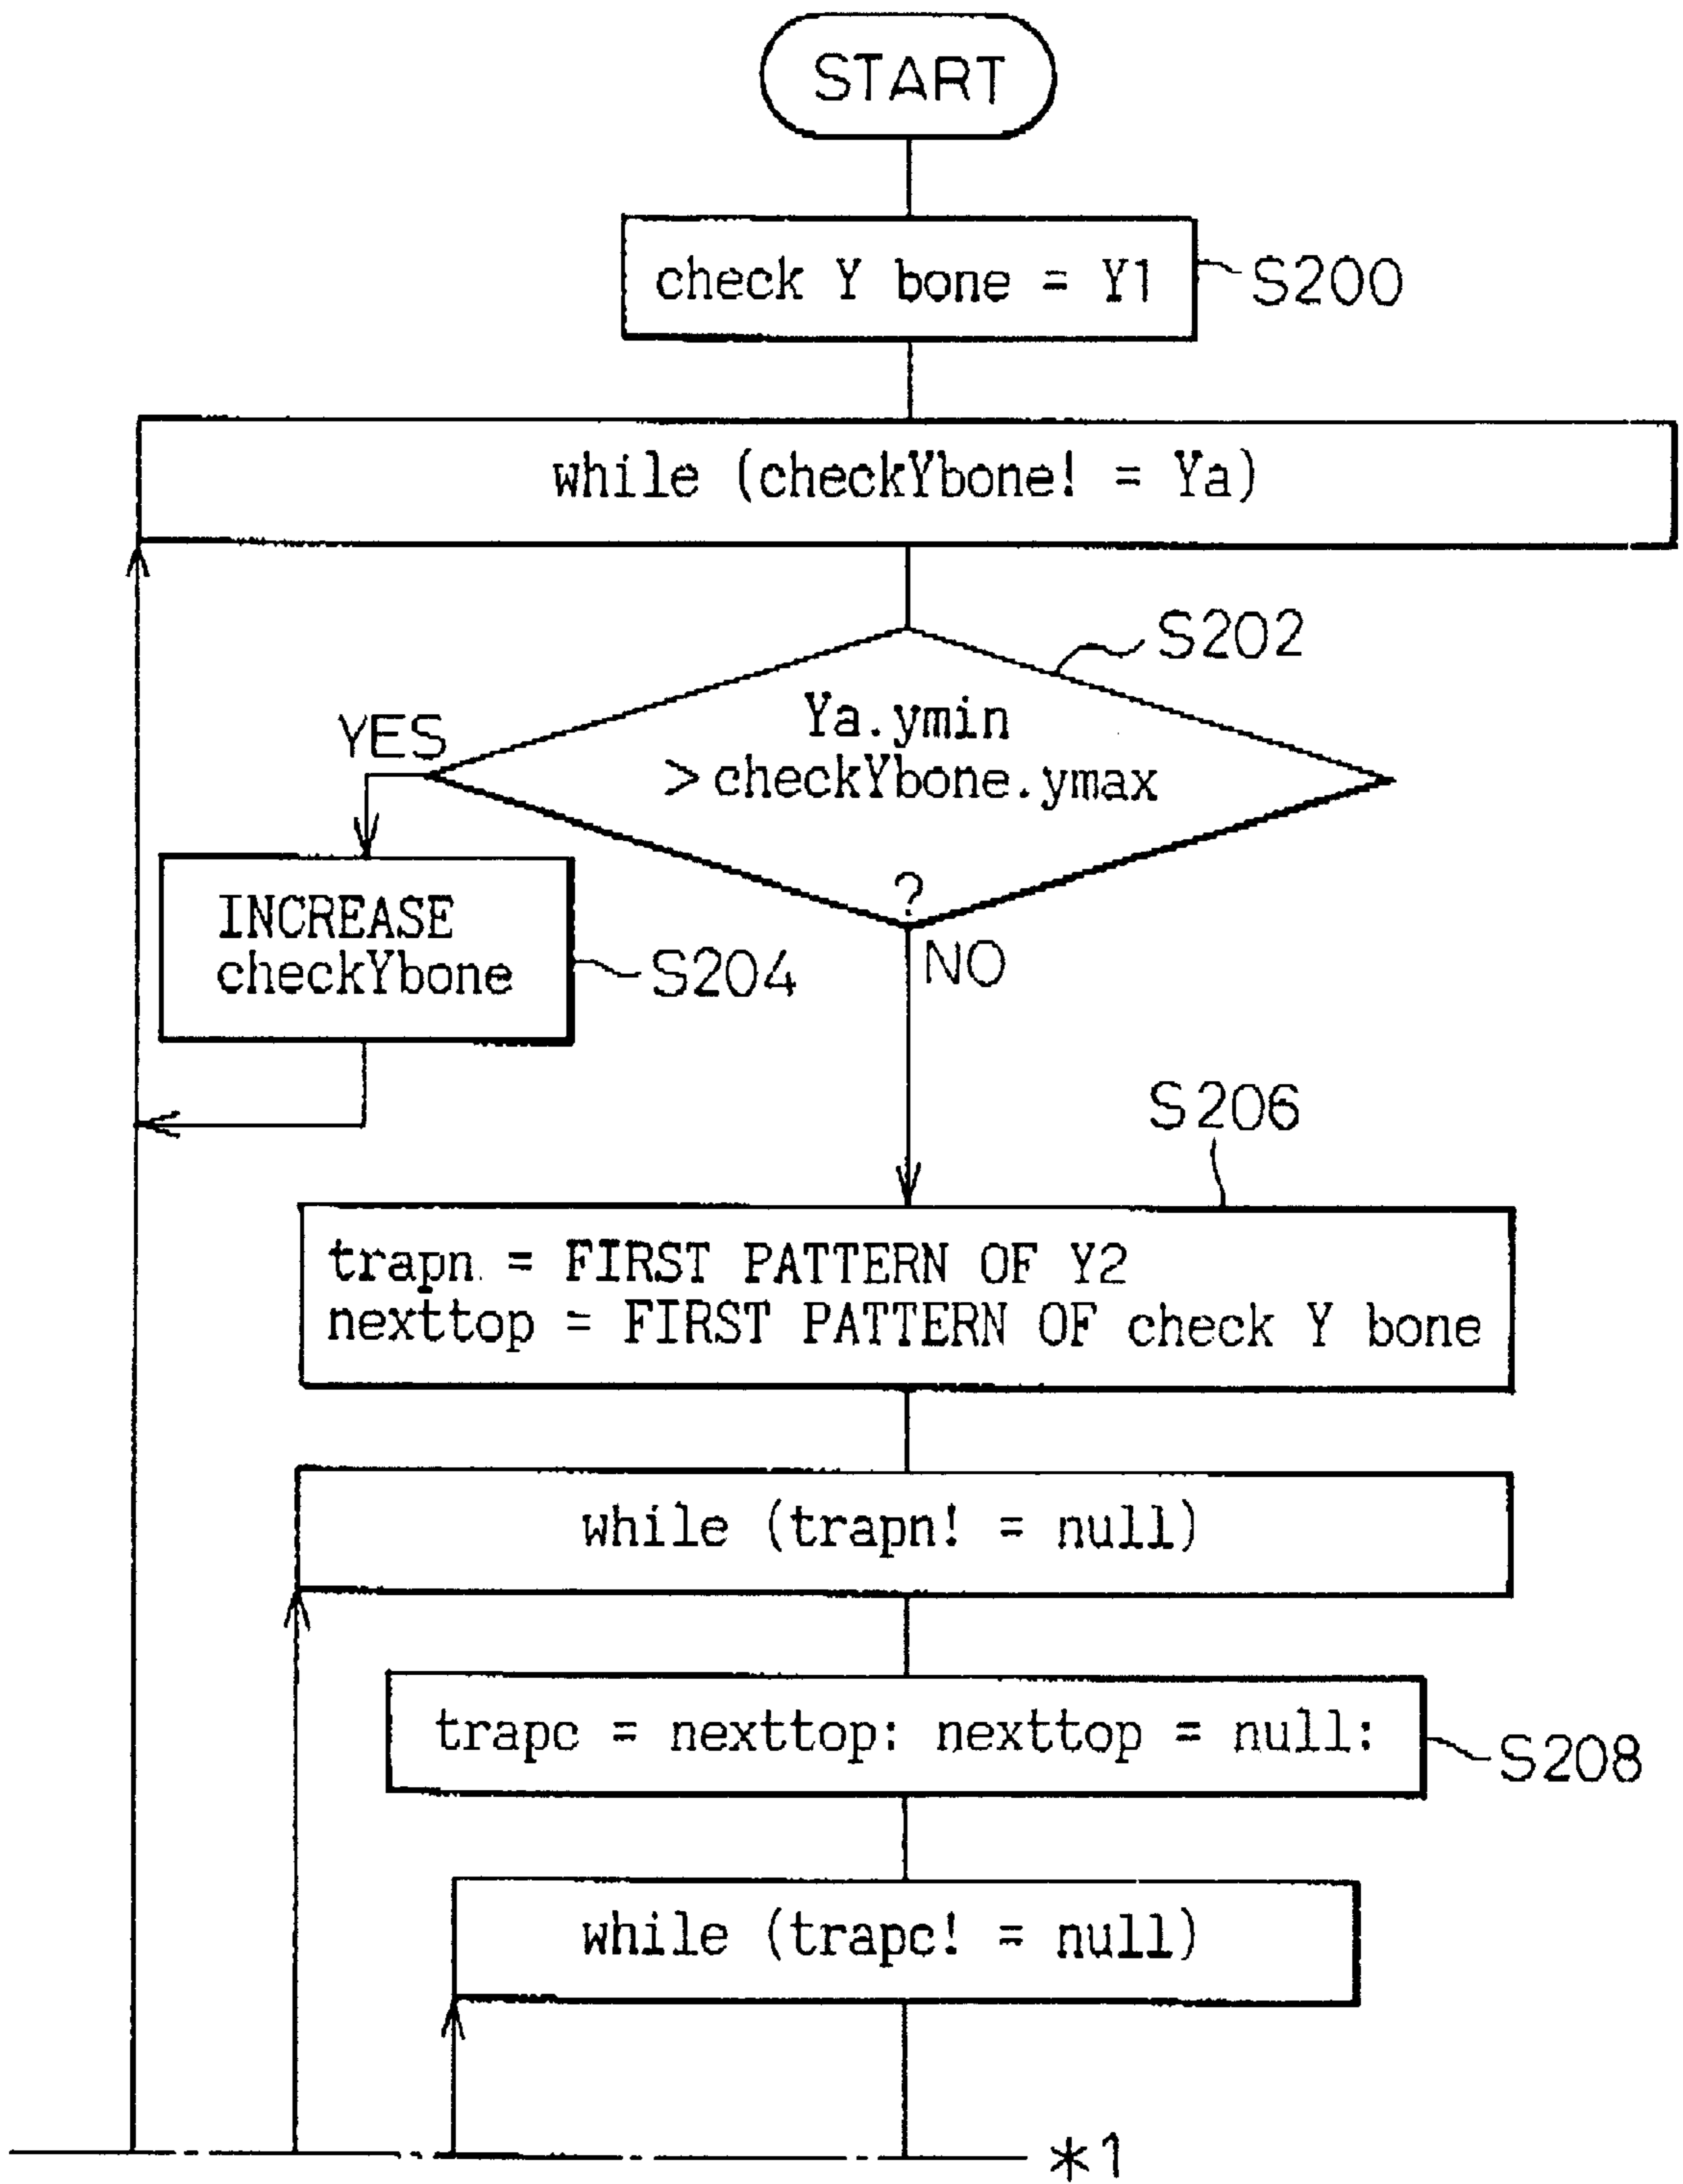 START
check Y bone = Y1
S200
while (checkYbone! = Ya)
S202
Ya.ymin
> checkYbone.ymax
?
YES
NO
INCREASE
checkYbone
S204
S206
trapn = FIRST PATTERN OF Y2
nexttop = FIRST PATTERN OF check Y bone
while (trapn! = null)
trapc = nexttop: nexttop = null:
S208
while (trapc! = null)
*1